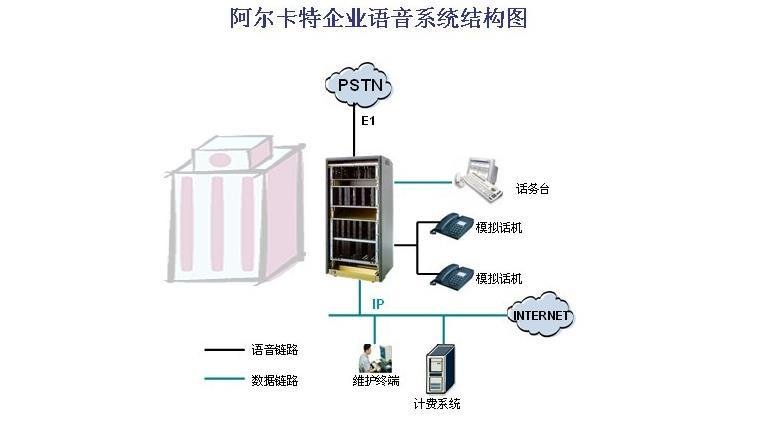 阿尔卡特企业语音系统结构图
PSTN
E1
话务台
模拟话机
模拟话机
IP
INTERNET
语音链路
数据链路
维护终端
计费系统